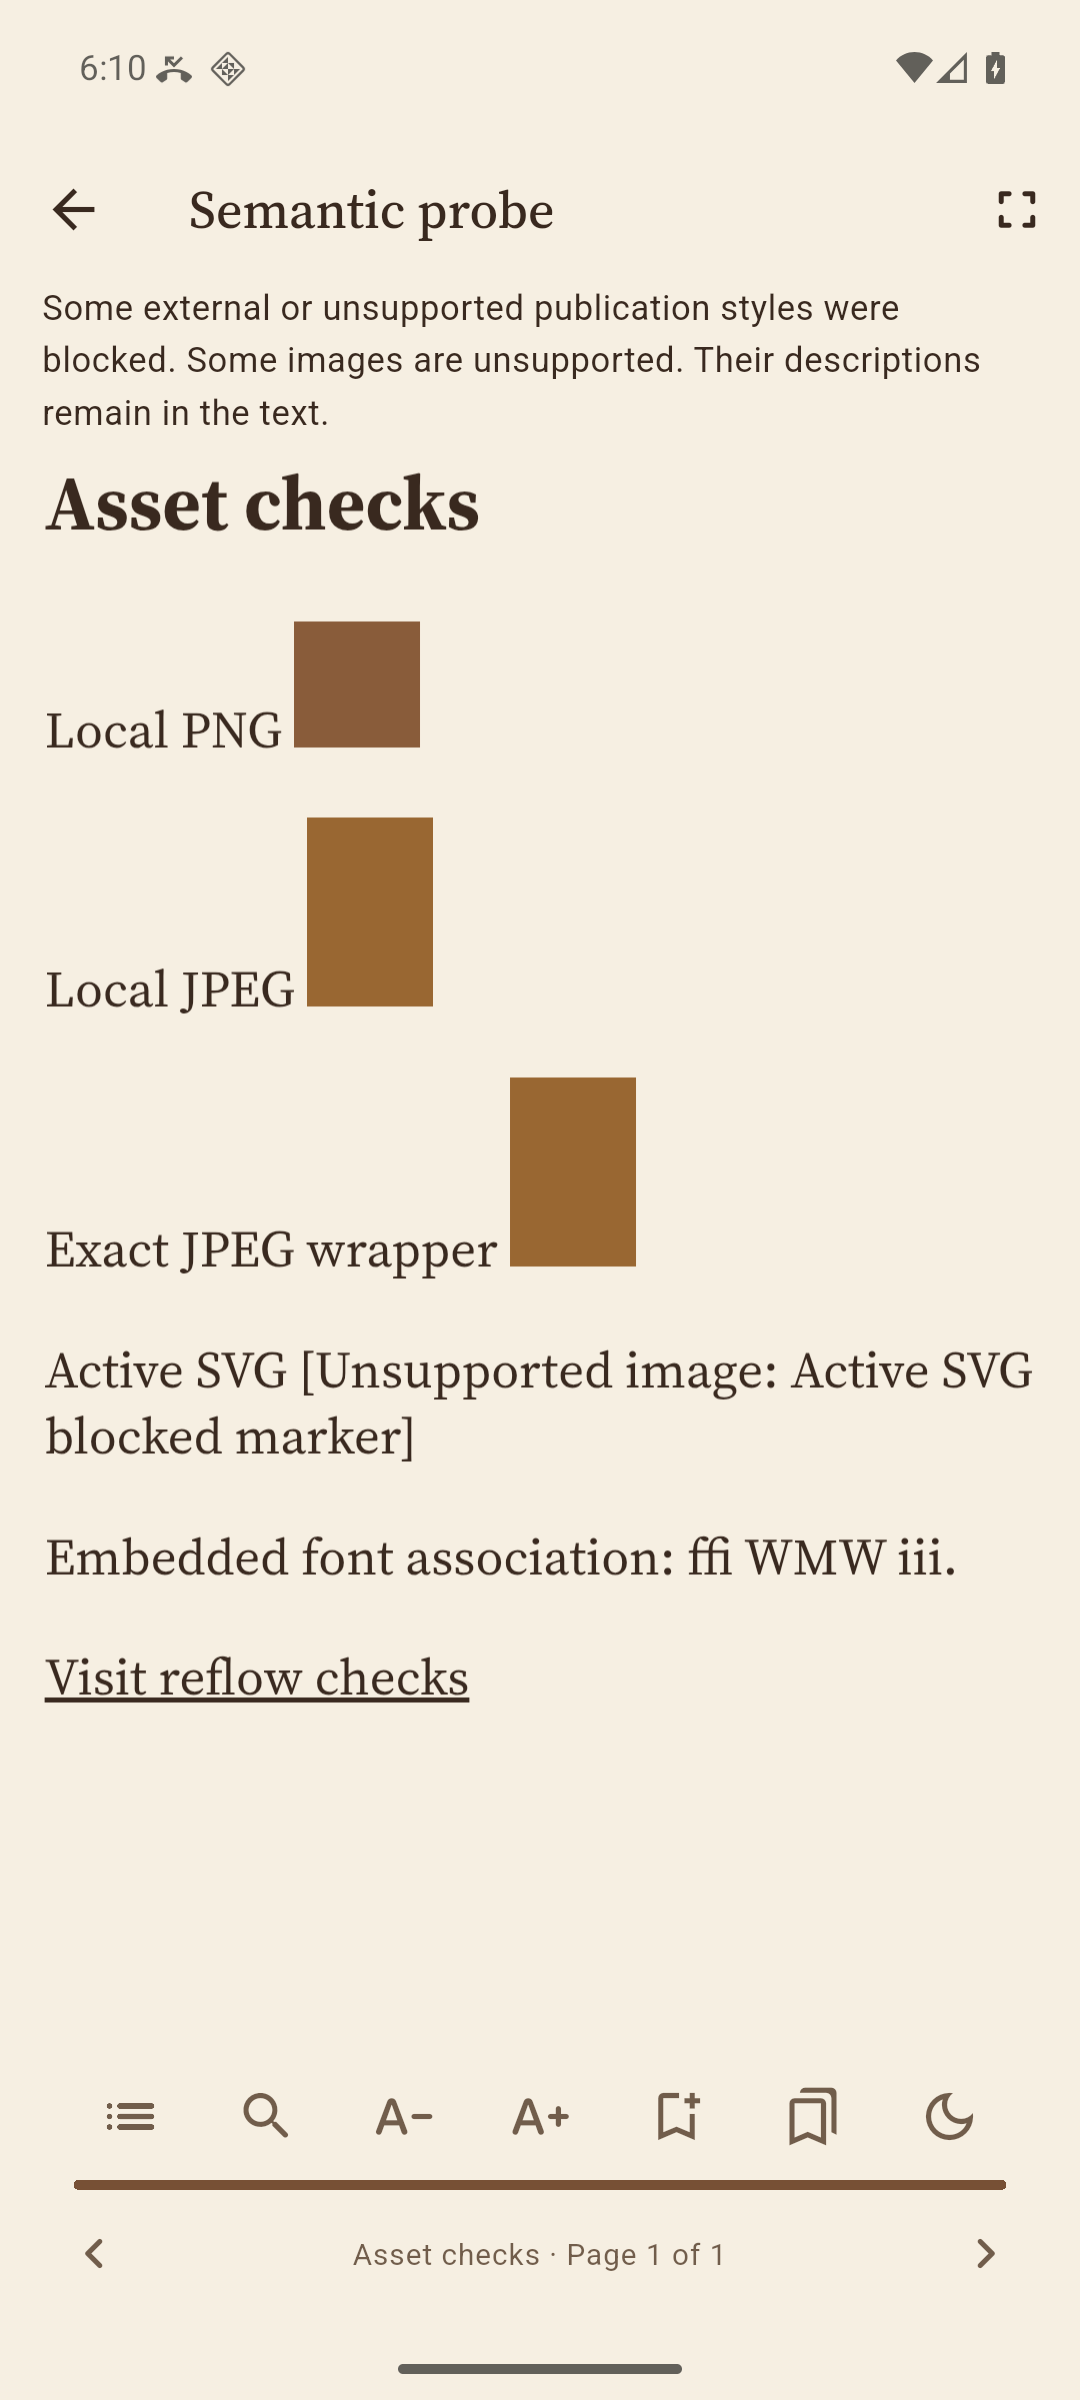 6:10
Semantic probe
Some external or unsupported publication styles were
blocked. Some images are unsupported. Their descriptions
remain in the text.
Asset checks
Local PNG
Local JPEG
Exact JPEG wrapper
Active SVG [Unsupported image: Active SVG
blocked marker]
Embedded font association: ffi WMW iii.
Visit reflow checks
A− A+
Asset checks · Page 1 of 1